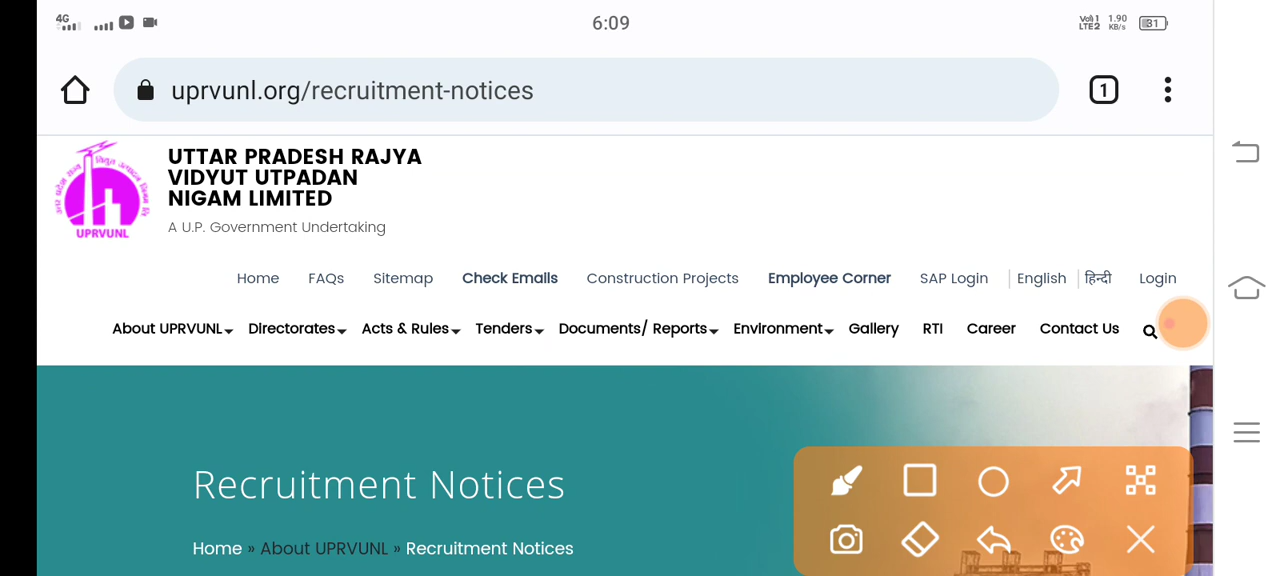 4G
6:09
VoLTE1
LTE2
1.90
KB/s
31
uprvunl.org/recruitment-notices
1
UTTAR PRADESH RAJYA
VIDYUT UTPADAN
NIGAM LIMITED
A U.P. Government Undertaking
UPRVUNL
Home FAQs Sitemap Check Emails Construction Projects Employee Corner SAP Login English हिन्दी Login
About UPRVUNL Directorates Acts & Rules Tenders Documents/ Reports Environment Gallery RTI Career Contact Us
Recruitment Notices
Home » About UPRVUNL » Recruitment Notices